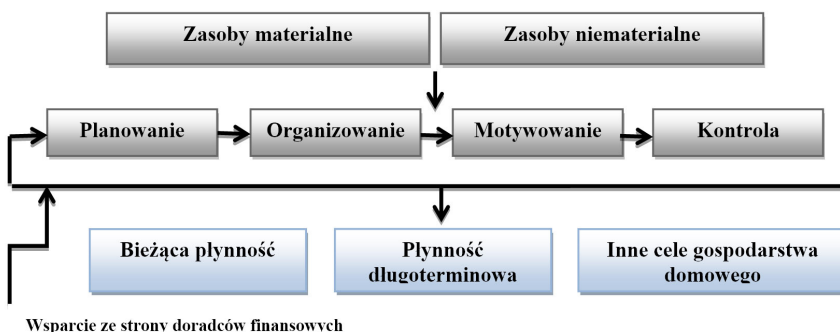 Zasoby materialne
Zasoby niematerialne
Planowanie
Organizowanie
Motywowanie
Kontrola
Bieżąca płynność
Płynność
długoterminowa
Inne cele gospodarstwa
domowego
Wsparcie ze strony doradców finansowych